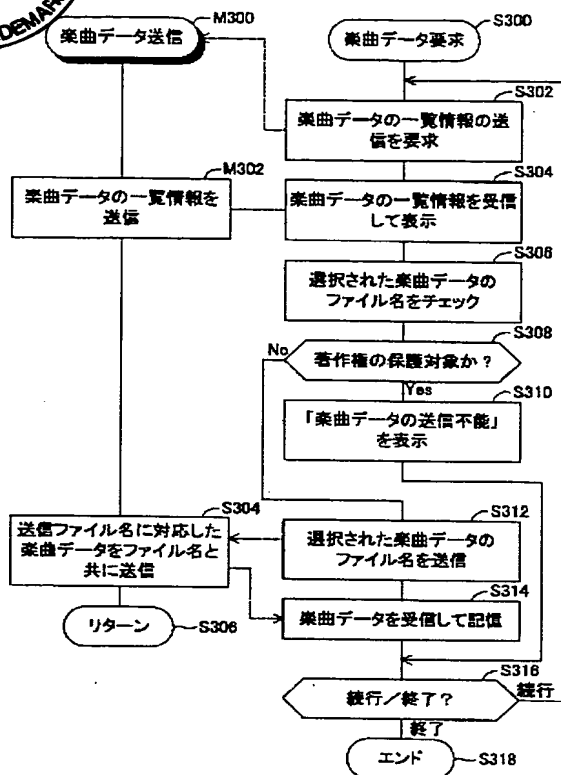 DEMAR
楽曲データ送信
M300
楽曲データ要求
S300
S302
楽曲データの一覧情報の送
信を要求
M302
楽曲データの一覧情報を
送信
S304
楽曲データの一覧情報を受信
して表示
S306
選択された楽曲データの
ファイル名をチェック
S308
No
著作権の保護対象か?
Yes
S310
「楽曲データの送信不能」
を表示
S304
送信ファイル名に対応した
楽曲データをファイル名と
共に送信
S312
選択された楽曲データの
ファイル名を送信
S314
楽曲データを受信して記憶
リターン
S306
S316
続行/終了?
続行
終了
エンド
S318